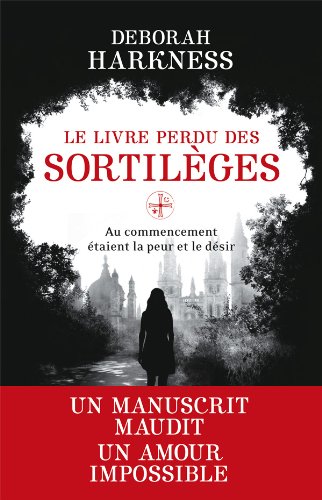 DEBORAH
HARKNESS
LE LIVRE PERDU DES
SORTILÈGES
Au commencement
étaient la peur et le désir
UN MANUSCRIT
MAUDIT
UN AMOUR
IMPOSSIBLE